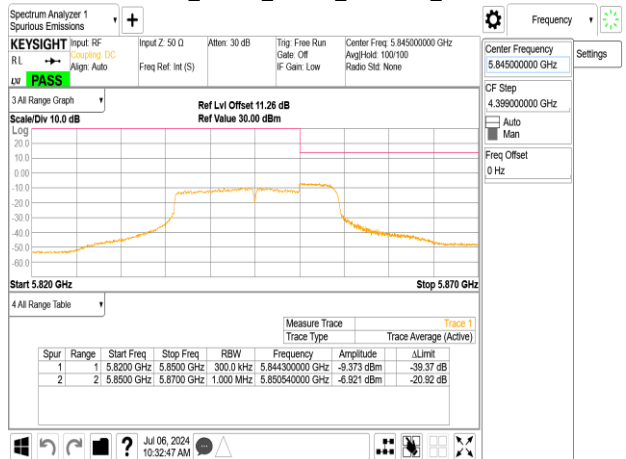 Spectrum Analyzer 1
Spurious Emissions
Frequency
KEYSIGHT
Input: RF
Coupling: DC
Align: Auto
Input Z: 50 Ω
Freq Ref: Int (S)
Atten: 30 dB
Trig: Free Run
Gate: Off
IF Gain: Low
Center Freq: 5.845000000 GHz
Avg|Hold: 100/100
Radio Std: None
RL
LXI
PASS
Center Frequency
5.845000000 GHz
Settings
CF Step
4.399000000 GHz
Auto
Man
Freq Offset
0 Hz
3 All Range Graph
Scale/Div 10.0 dB
Ref Lvl Offset 11.26 dB
Ref Value 30.00 dBm
Log
20.0
10.0
0.00
-10.0
-20.0
-30.0
-40.0
-50.0
-60.0
Start 5.820 GHz
Stop 5.870 GHz
4 All Range Table
Measure Trace Trace 1
Trace Type Trace Average (Active)
Spur Range Start Freq Stop Freq RBW Frequency Amplitude ΔLimit
1 1 5.8200 GHz 5.8500 GHz 300.0 kHz 5.844300000 GHz -9.373 dBm -39.37 dB
2 2 5.8500 GHz 5.8700 GHz 1.000 MHz 5.850540000 GHz -6.921 dBm -20.92 dB
?
Jul 06, 2024
10:32:47 AM